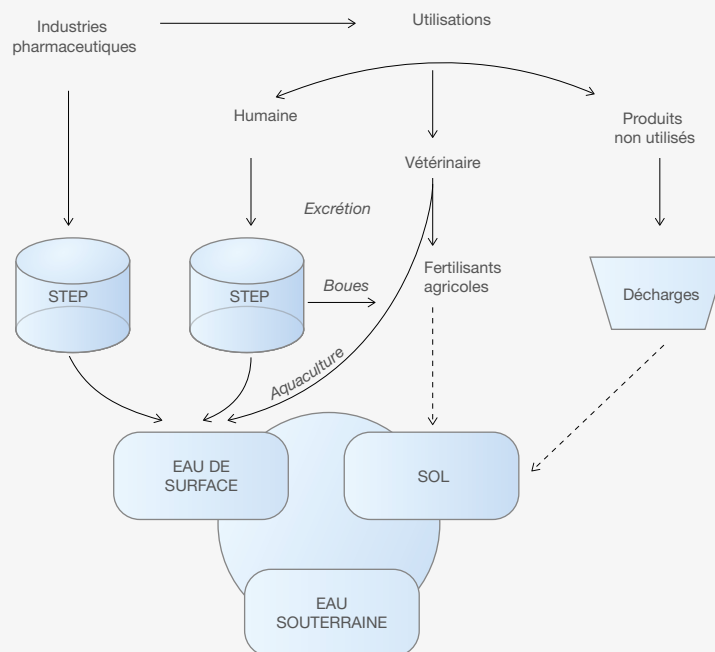 Industries
pharmaceutiques
Utilisations
Humaine
Vétérinaire
Produits
non utilisés
Excrétion
STEP
STEP
Boues
Fertilisants
agricoles
Décharges
Aquaculture
EAU DE
SURFACE
SOL
EAU
SOUTERRAINE